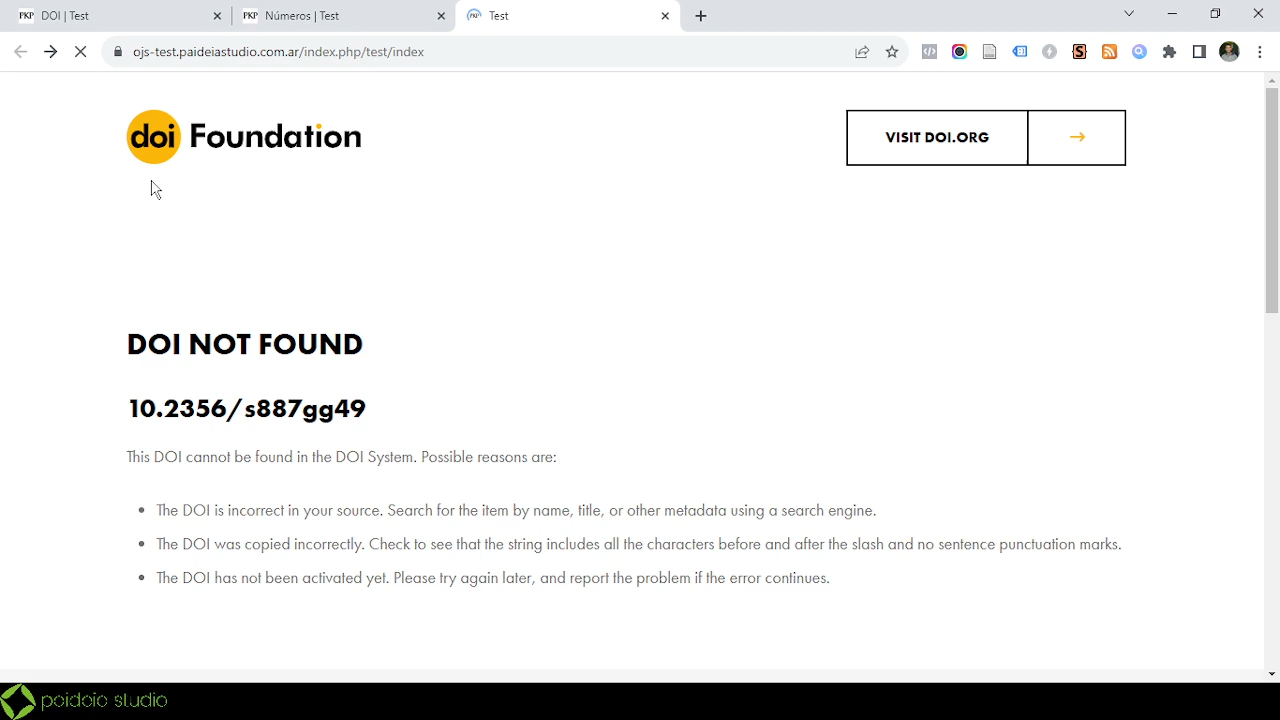 PKP DOI | Test
PKP Números | Test
PKP Test
ojs-test.paideiastudio.com.ar/index.php/test/index
doi Foundation
VISIT DOI.ORG →
DOI NOT FOUND
10.2356/s887gg49
This DOI cannot be found in the DOI System. Possible reasons are:
• The DOI is incorrect in your source. Search for the item by name, title, or other metadata using a search engine.
• The DOI was copied incorrectly. Check to see that the string includes all the characters before and after the slash and no sentence punctuation marks.
• The DOI has not been activated yet. Please try again later, and report the problem if the error continues.
paideia studio